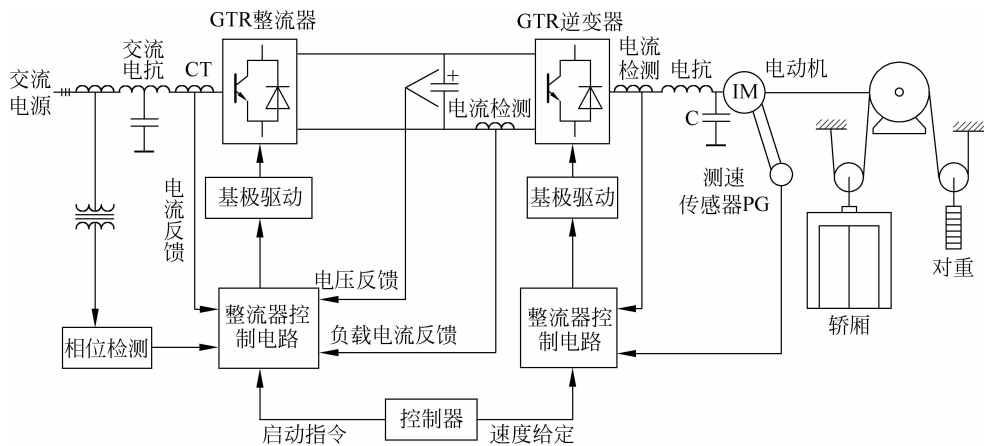 GTR整流器
GTR逆变器
交流
电源
交流
电抗
CT
+
电流检测
电流
检测
电抗
电动机
IM
C
测速
传感器PG
基极驱动
基极驱动
电流反馈
电压反馈
负载电流反馈
相位检测
整流器控
制电路
整流器控
制电路
对重
轿厢
控制器
启动指令
速度给定